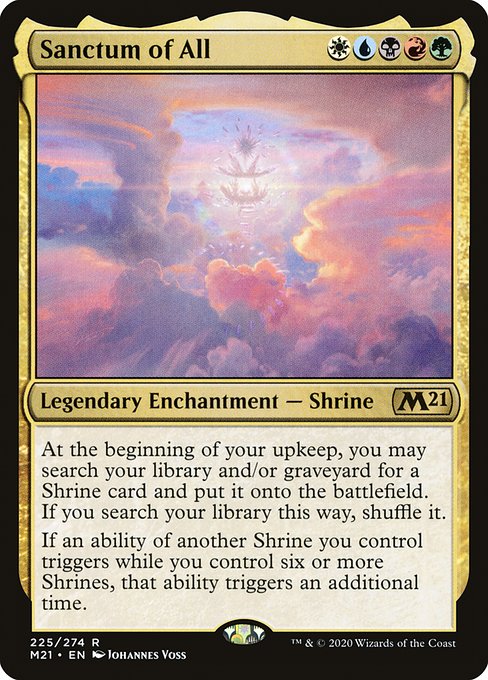 Sanctum of All
Legendary Enchantment — Shrine
M21
At the beginning of your upkeep, you may
search your library and/or graveyard for a
Shrine card and put it onto the battlefield.
If you search your library this way, shuffle it.
If an ability of another Shrine you control
triggers while you control six or more
Shrines, that ability triggers an additional
time.
225/274 R
M21 • EN Johannes Voss
™ & © 2020 Wizards of the Coast